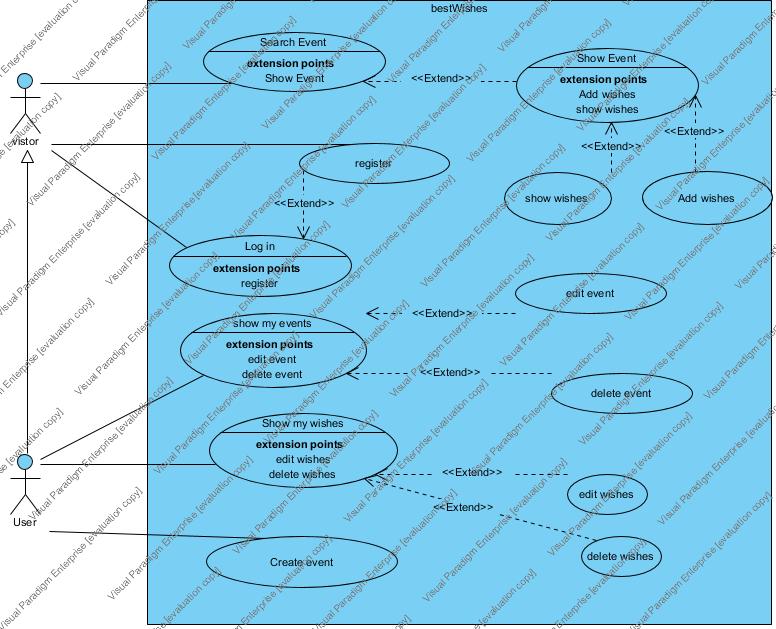 bestWishes
Search Event
extension points
Show Event
<<Extend>>
Show Event
extension points
Add wishes
show wishes
vistor
<<Extend>>
<<Extend>>
register
show wishes
Add wishes
<<Extend>>
Log in
extension points
register
edit event
<<Extend>>
show my events
extension points
edit event
delete event
<<Extend>>
delete event
Show my wishes
extension points
edit wishes
delete wishes
<<Extend>>
edit wishes
<<Extend>>
User
Create event
delete wishes
Visual Paradigm Enterprise [evaluation copy]